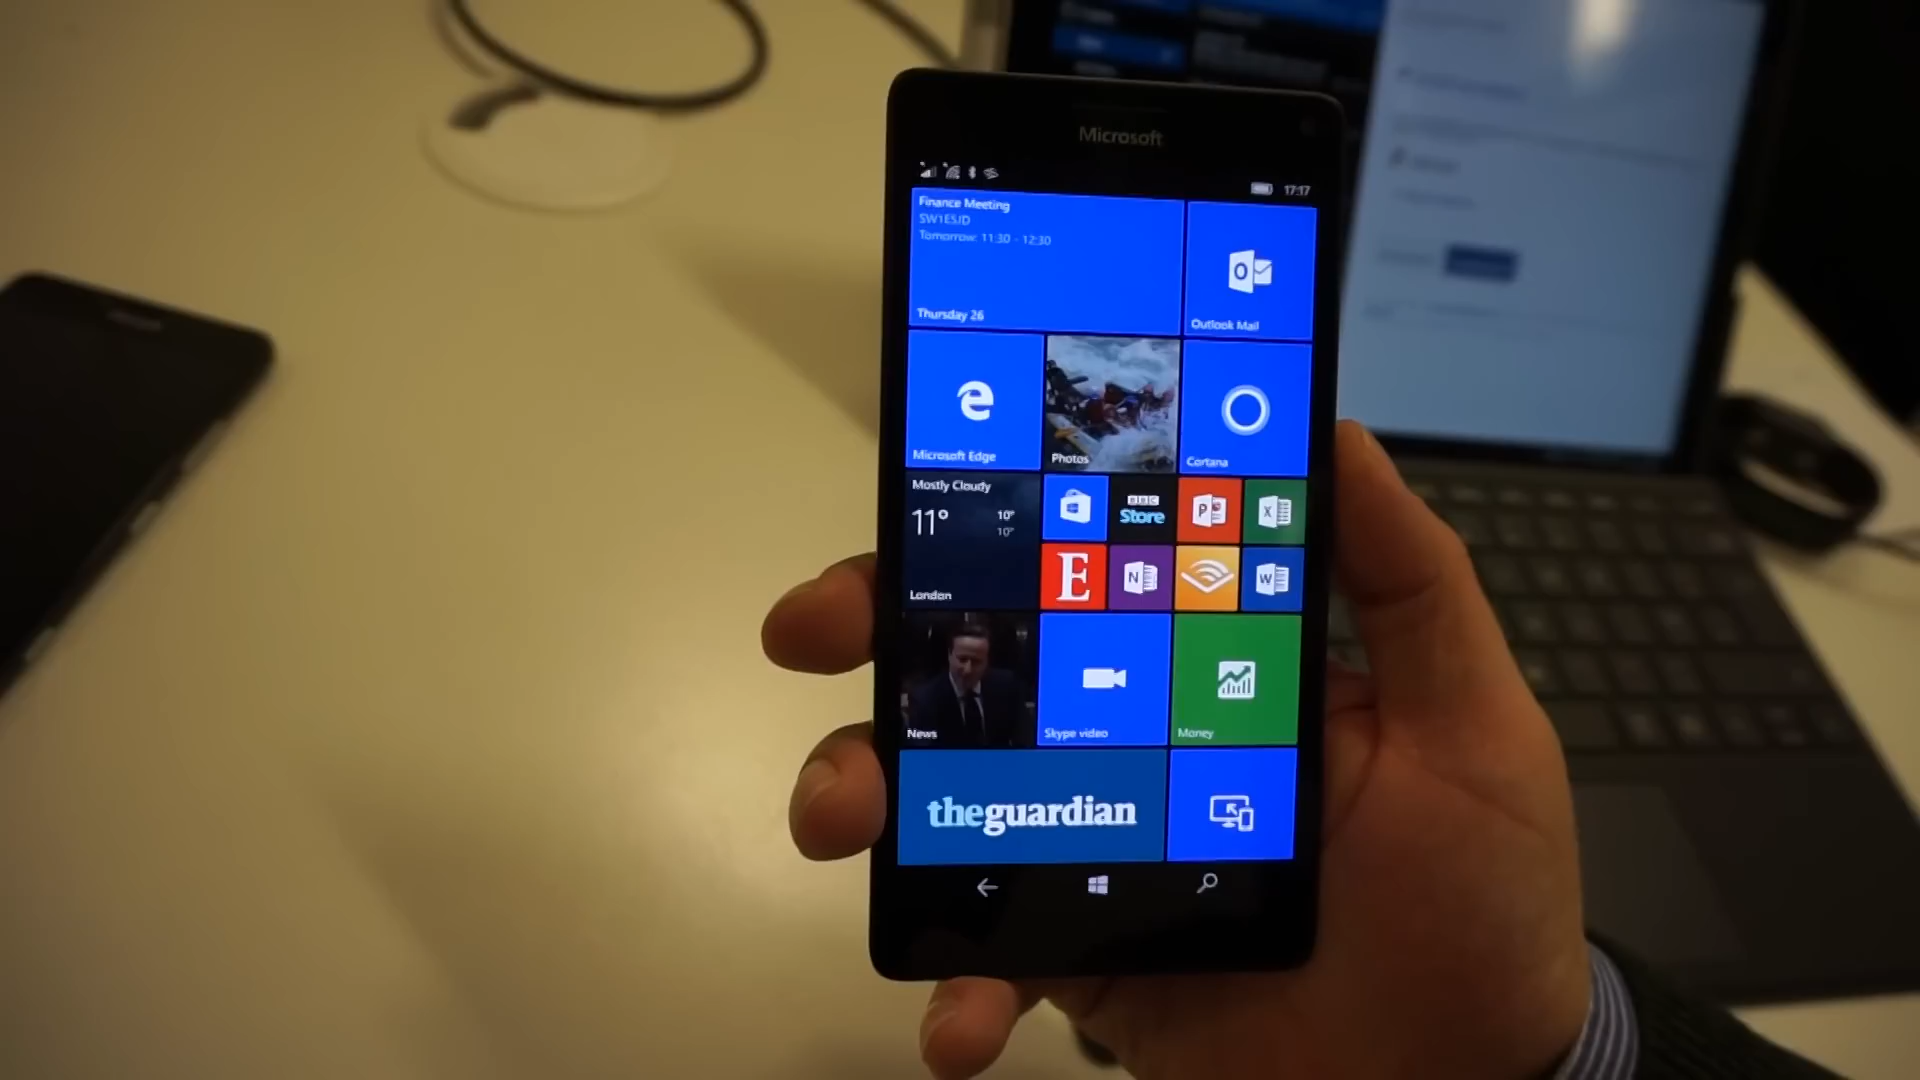 Microsoft
17:17
Finance Meeting
SW1E5JD
Tomorrow: 11:30 - 12:30
Thursday 26
Outlook Mail
Microsoft Edge
Photos
Cortana
Mostly Cloudy
11°
10°
10°
London
BBC
Store
P
X
E
N
W
News
Skype video
Money
theguardian